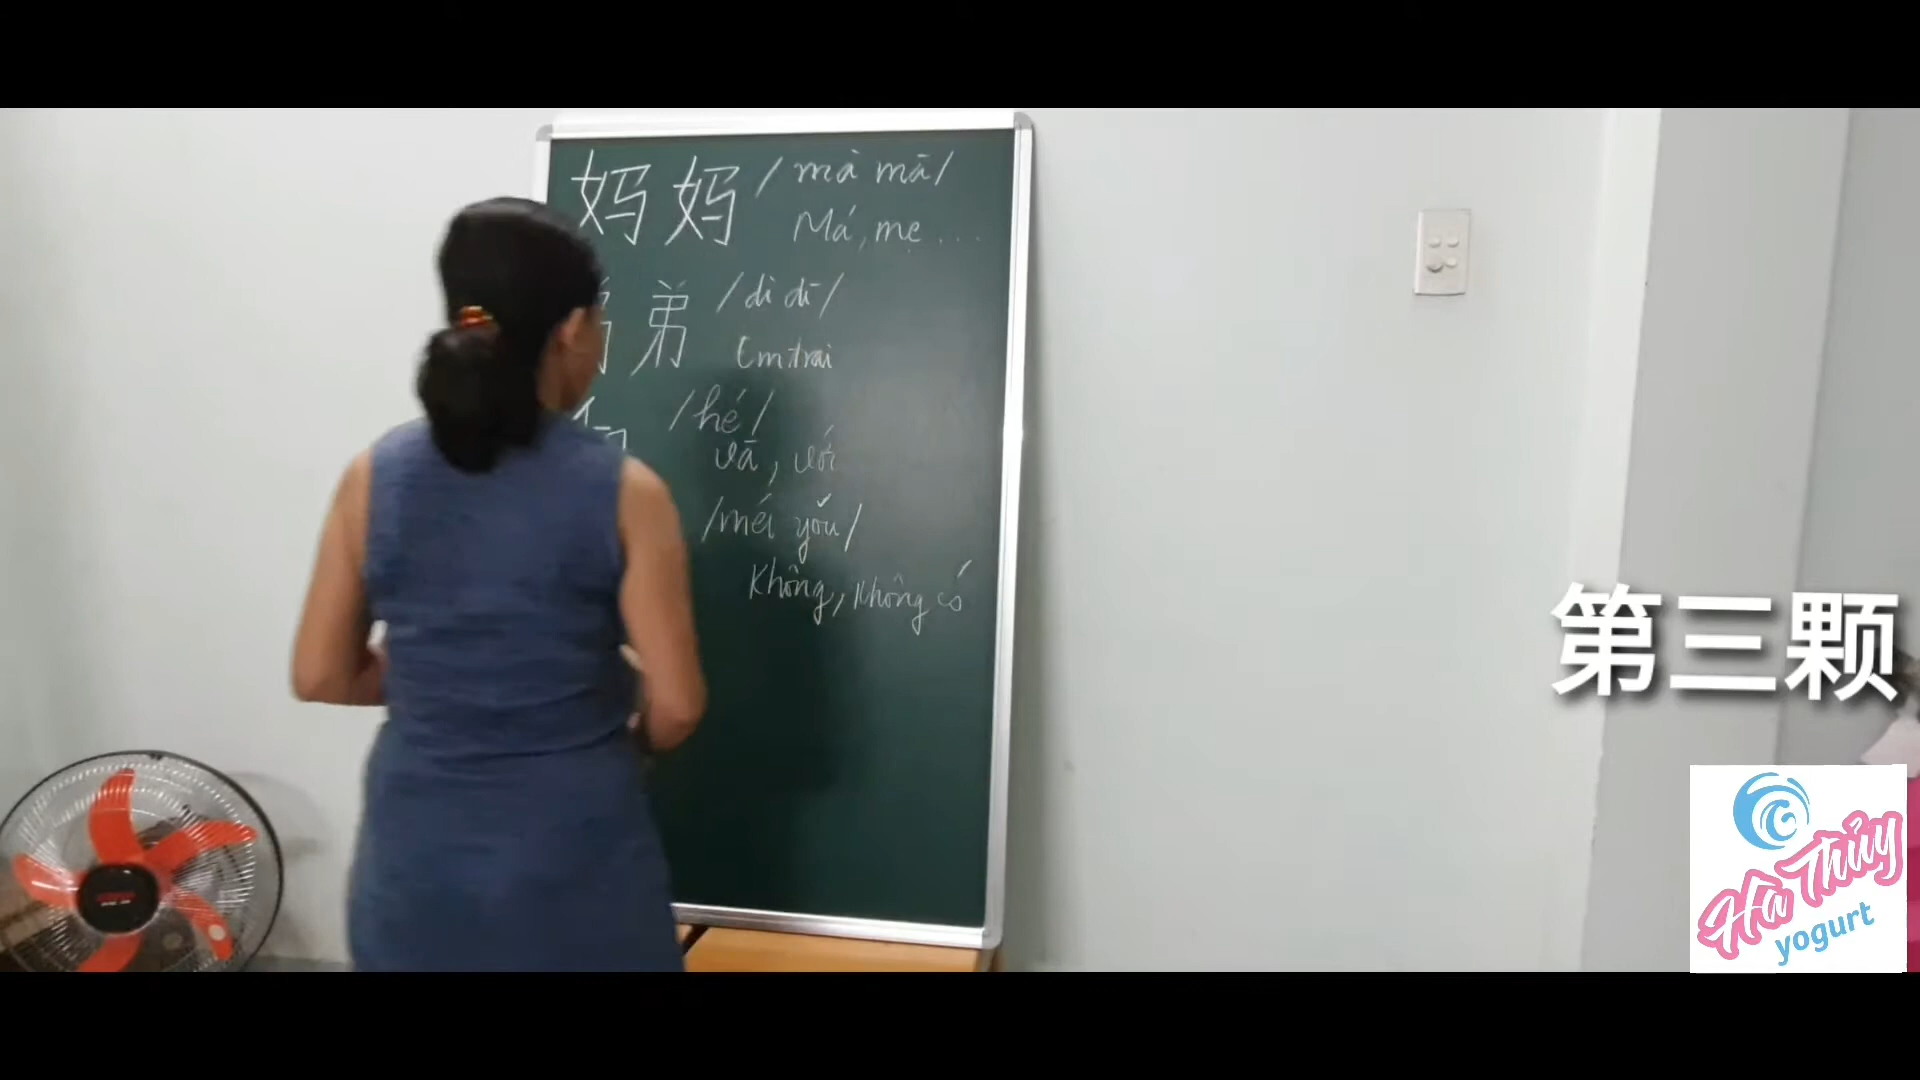 妈妈 /mà mā/
Má, mẹ...
弟 /dì dī/
Em trai
/hé/
và, với
/méi yǒu/
Không, không có
第三颗
Hà Thủy
yogurt